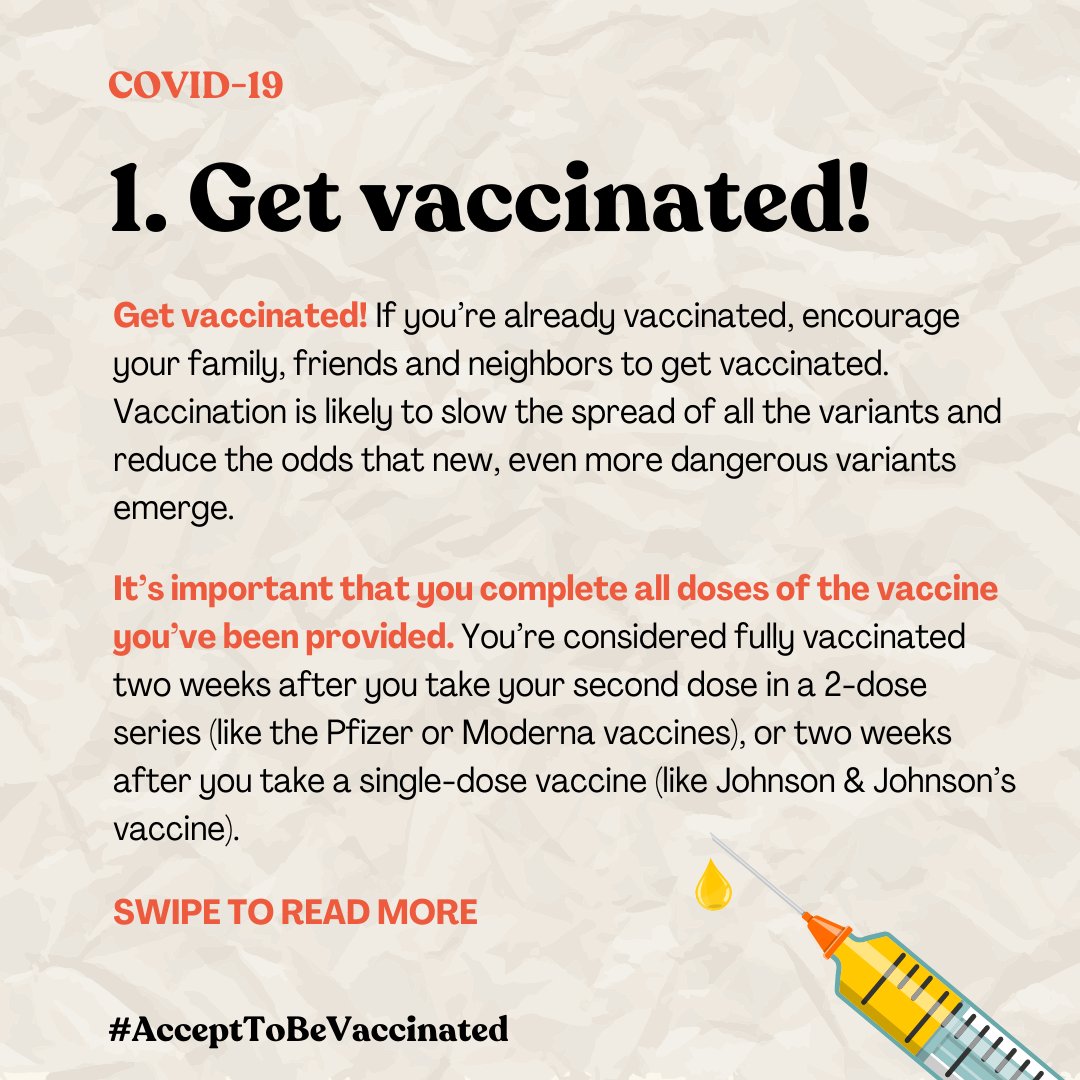 COVID-19
1. Get vaccinated!
Get vaccinated! If you’re already vaccinated, encourage
your family, friends and neighbors to get vaccinated.
Vaccination is likely to slow the spread of all the variants and
reduce the odds that new, even more dangerous variants
emerge.
It’s important that you complete all doses of the vaccine
you’ve been provided. You’re considered fully vaccinated
two weeks after you take your second dose in a 2-dose
series (like the Pfizer or Moderna vaccines), or two weeks
after you take a single-dose vaccine (like Johnson & Johnson’s
vaccine).
SWIPE TO READ MORE
#AcceptToBeVaccinated